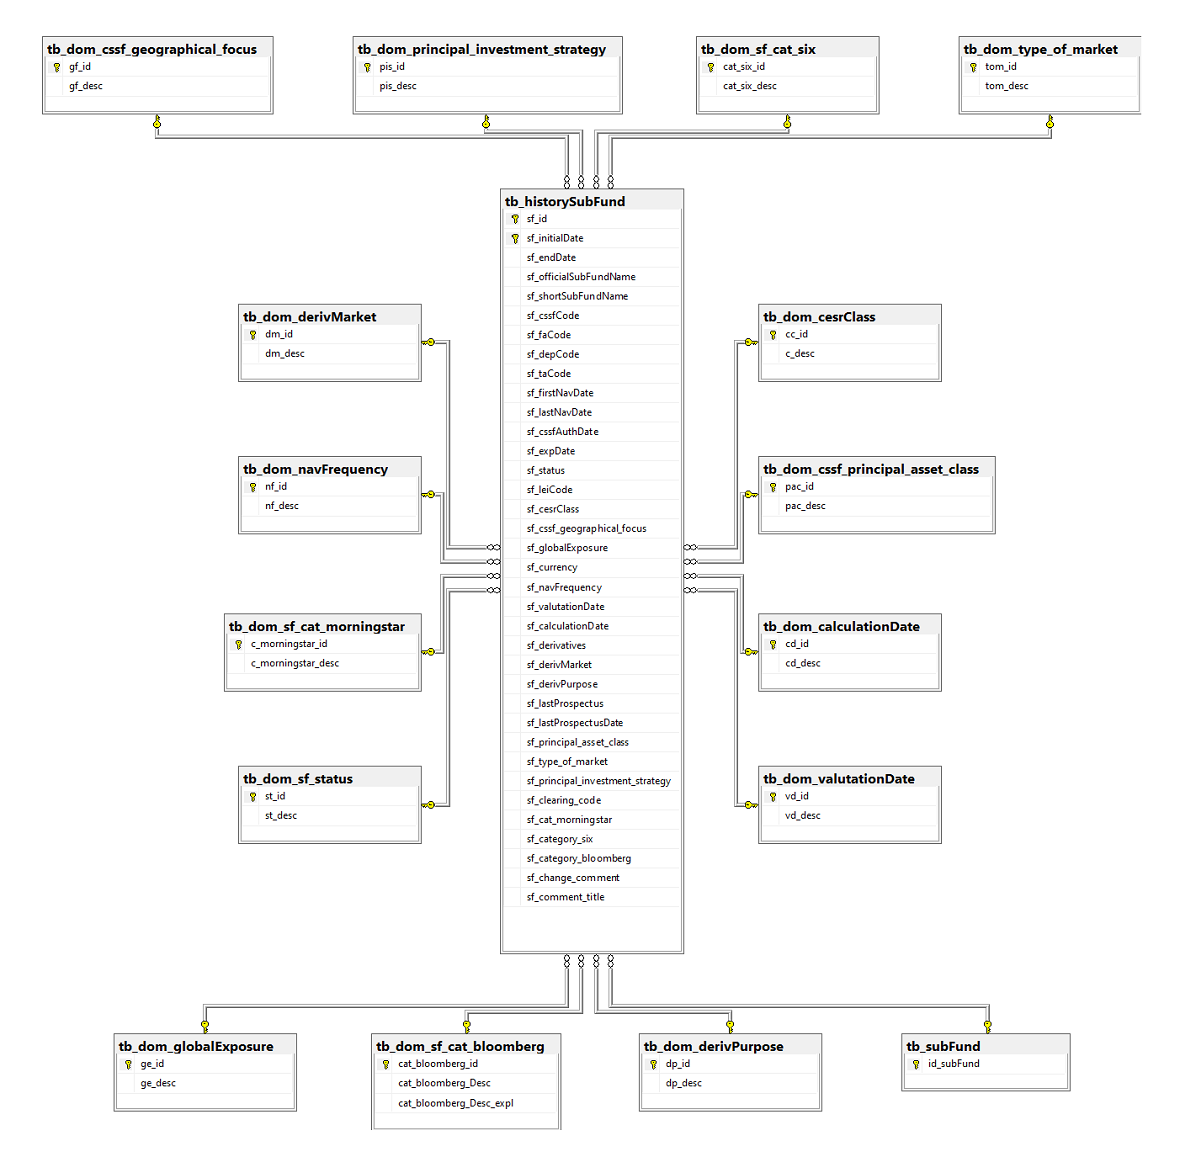 tb_dom_cssf_geographical_focus
gf_id
gf_desc
tb_dom_principal_investment_strategy
pis_id
pis_desc
tb_dom_sf_cat_six
cat_six_id
cat_six_desc
tb_dom_type_of_market
tom_id
tom_desc
tb_historySubFund
sf_id
sf_initialDate
sf_endDate
sf_officialSubFundName
sf_shortSubFundName
sf_cssfCode
sf_faCode
sf_depCode
sf_taCode
sf_firstNavDate
sf_lastNavDate
sf_cssfAuthDate
sf_expDate
sf_status
sf_leiCode
sf_cesrClass
sf_cssf_geographical_focus
sf_globalExposure
sf_currency
sf_navFrequency
sf_valutationDate
sf_calculationDate
sf_derivatives
sf_derivMarket
sf_derivPurpose
sf_lastProspectus
sf_lastProspectusDate
sf_principal_asset_class
sf_type_of_market
sf_principal_investment_strategy
sf_clearing_code
sf_cat_morningstar
sf_category_six
sf_category_bloomberg
sf_change_comment
sf_comment_title
tb_dom_derivMarket
dm_id
dm_desc
tb_dom_navFrequency
nf_id
nf_desc
tb_dom_sf_cat_morningstar
c_morningstar_id
c_morningstar_desc
tb_dom_sf_status
st_id
st_desc
tb_dom_cesrClass
cc_id
c_desc
tb_dom_cssf_principal_asset_class
pac_id
pac_desc
tb_dom_calculationDate
cd_id
cd_desc
tb_dom_valutationDate
vd_id
vd_desc
tb_dom_globalExposure
ge_id
ge_desc
tb_dom_sf_cat_bloomberg
cat_bloomberg_id
cat_bloomberg_Desc
cat_bloomberg_Desc_expl
tb_dom_derivPurpose
dp_id
dp_desc
tb_subFund
id_subFund